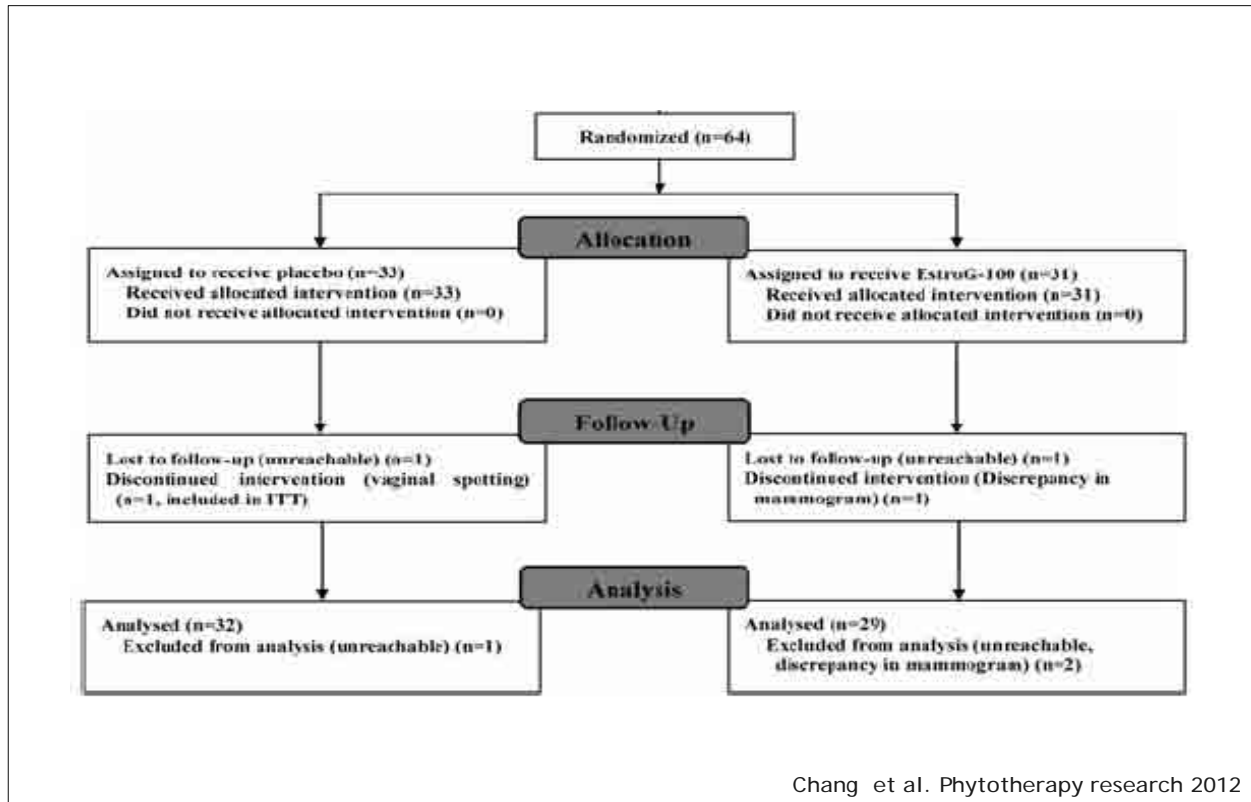 Randomized (n=64)
Allocation
Assigned to receive placebo (n=33)
Received allocated intervention (n=33)
Did not receive allocated intervention (n=0)
Assigned to receive EstroG-100 (n=31)
Received allocated intervention (n=31)
Did not receive allocated intervention (n=0)
Follow-Up
Lost to follow-up (unreachable) (n=1)
Discontinued intervention (vaginal spotting)
(n=1, included in ITT)
Lost to follow-up (unreachable) (n=1)
Discontinued intervention (Discrepancy in
mammogram) (n=1)
Analysis
Analysed (n=32)
Excluded from analysis (unreachable) (n=1)
Analysed (n=29)
Excluded from analysis (unreachable,
discrepancy in mammogram) (n=2)
Chang et al. Phytotherapy research 2012